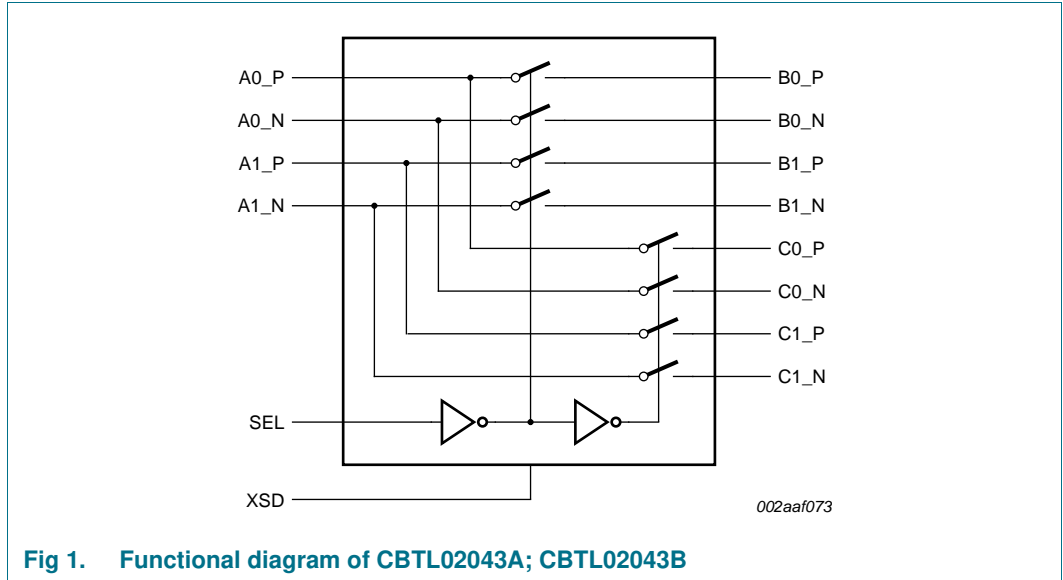 A0_P
B0_P
A0_N
B0_N
A1_P
B1_P
A1_N
B1_N
C0_P
C0_N
C1_P
C1_N
SEL
XSD
002aaf073
Fig 1. Functional diagram of CBTL02043A; CBTL02043B